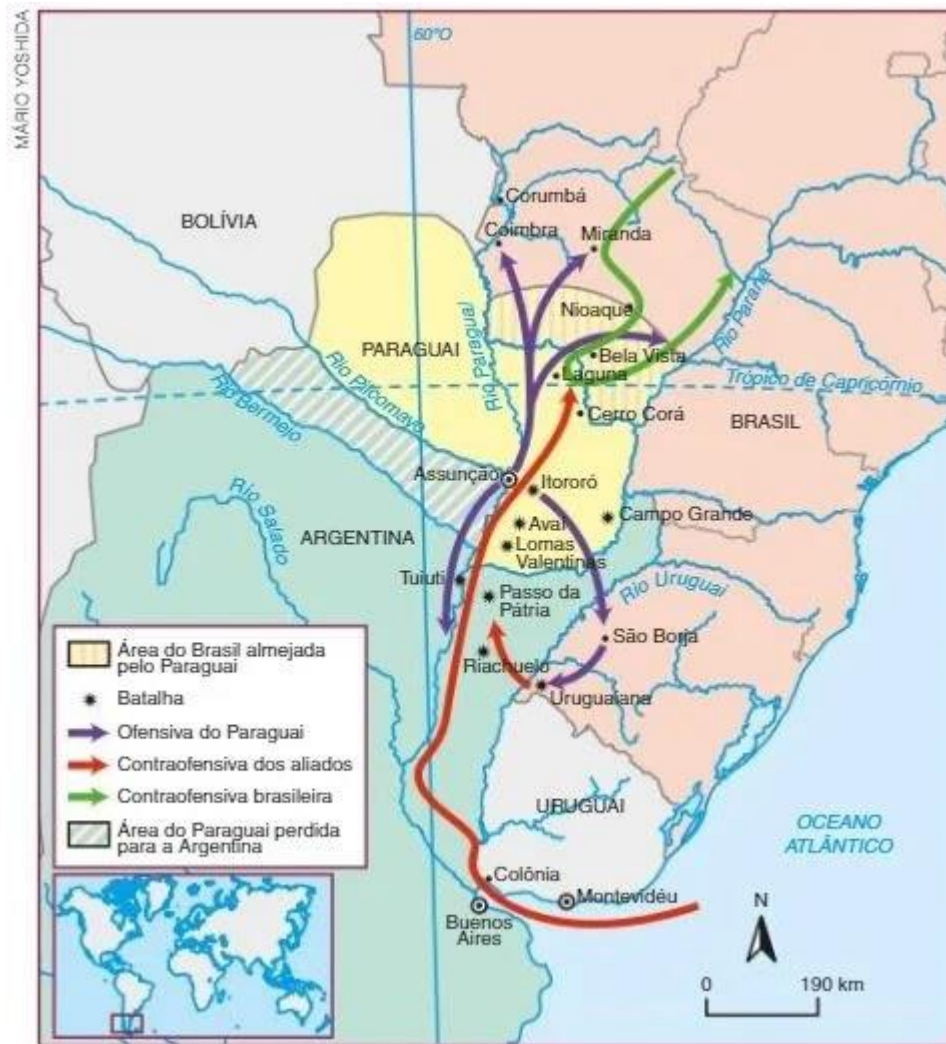 MÁRIO YOSHIDA
60°O
Corumbá
BOLÍVIA
Coimbra
Miranda
Nioaque
Rio Paraná
PARAGUAI
Rio Paraguai
Bela Vista
Laguna
Trópico de Capricórnio
Rio Pilcomayo
Rio Bermejo
Cerro Corá
BRASIL
Assunção
Itororó
Rio Salado
ARGENTINA
Avaí
Campo Grande
Lomas
Valentinas
Tuiuti
Passo da
Pátria
Rio Uruguai
São Borja
Riachuelo
Uruguaiana
Área do Brasil almejada
pelo Paraguai
Batalha
Ofensiva do Paraguai
Contraofensiva dos aliados
Contraofensiva brasileira
Área do Paraguai perdida
para a Argentina
URUGUAI
OCEANO
ATLÂNTICO
Colônia
Montevidéu
Buenos
Aires
N
0 190 km